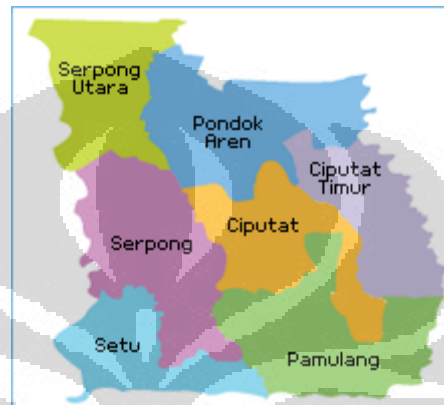 Serpong
Utara
Pondok
Aren
Ciputat
Timur
Ciputat
Serpong
Setu
Pamulang